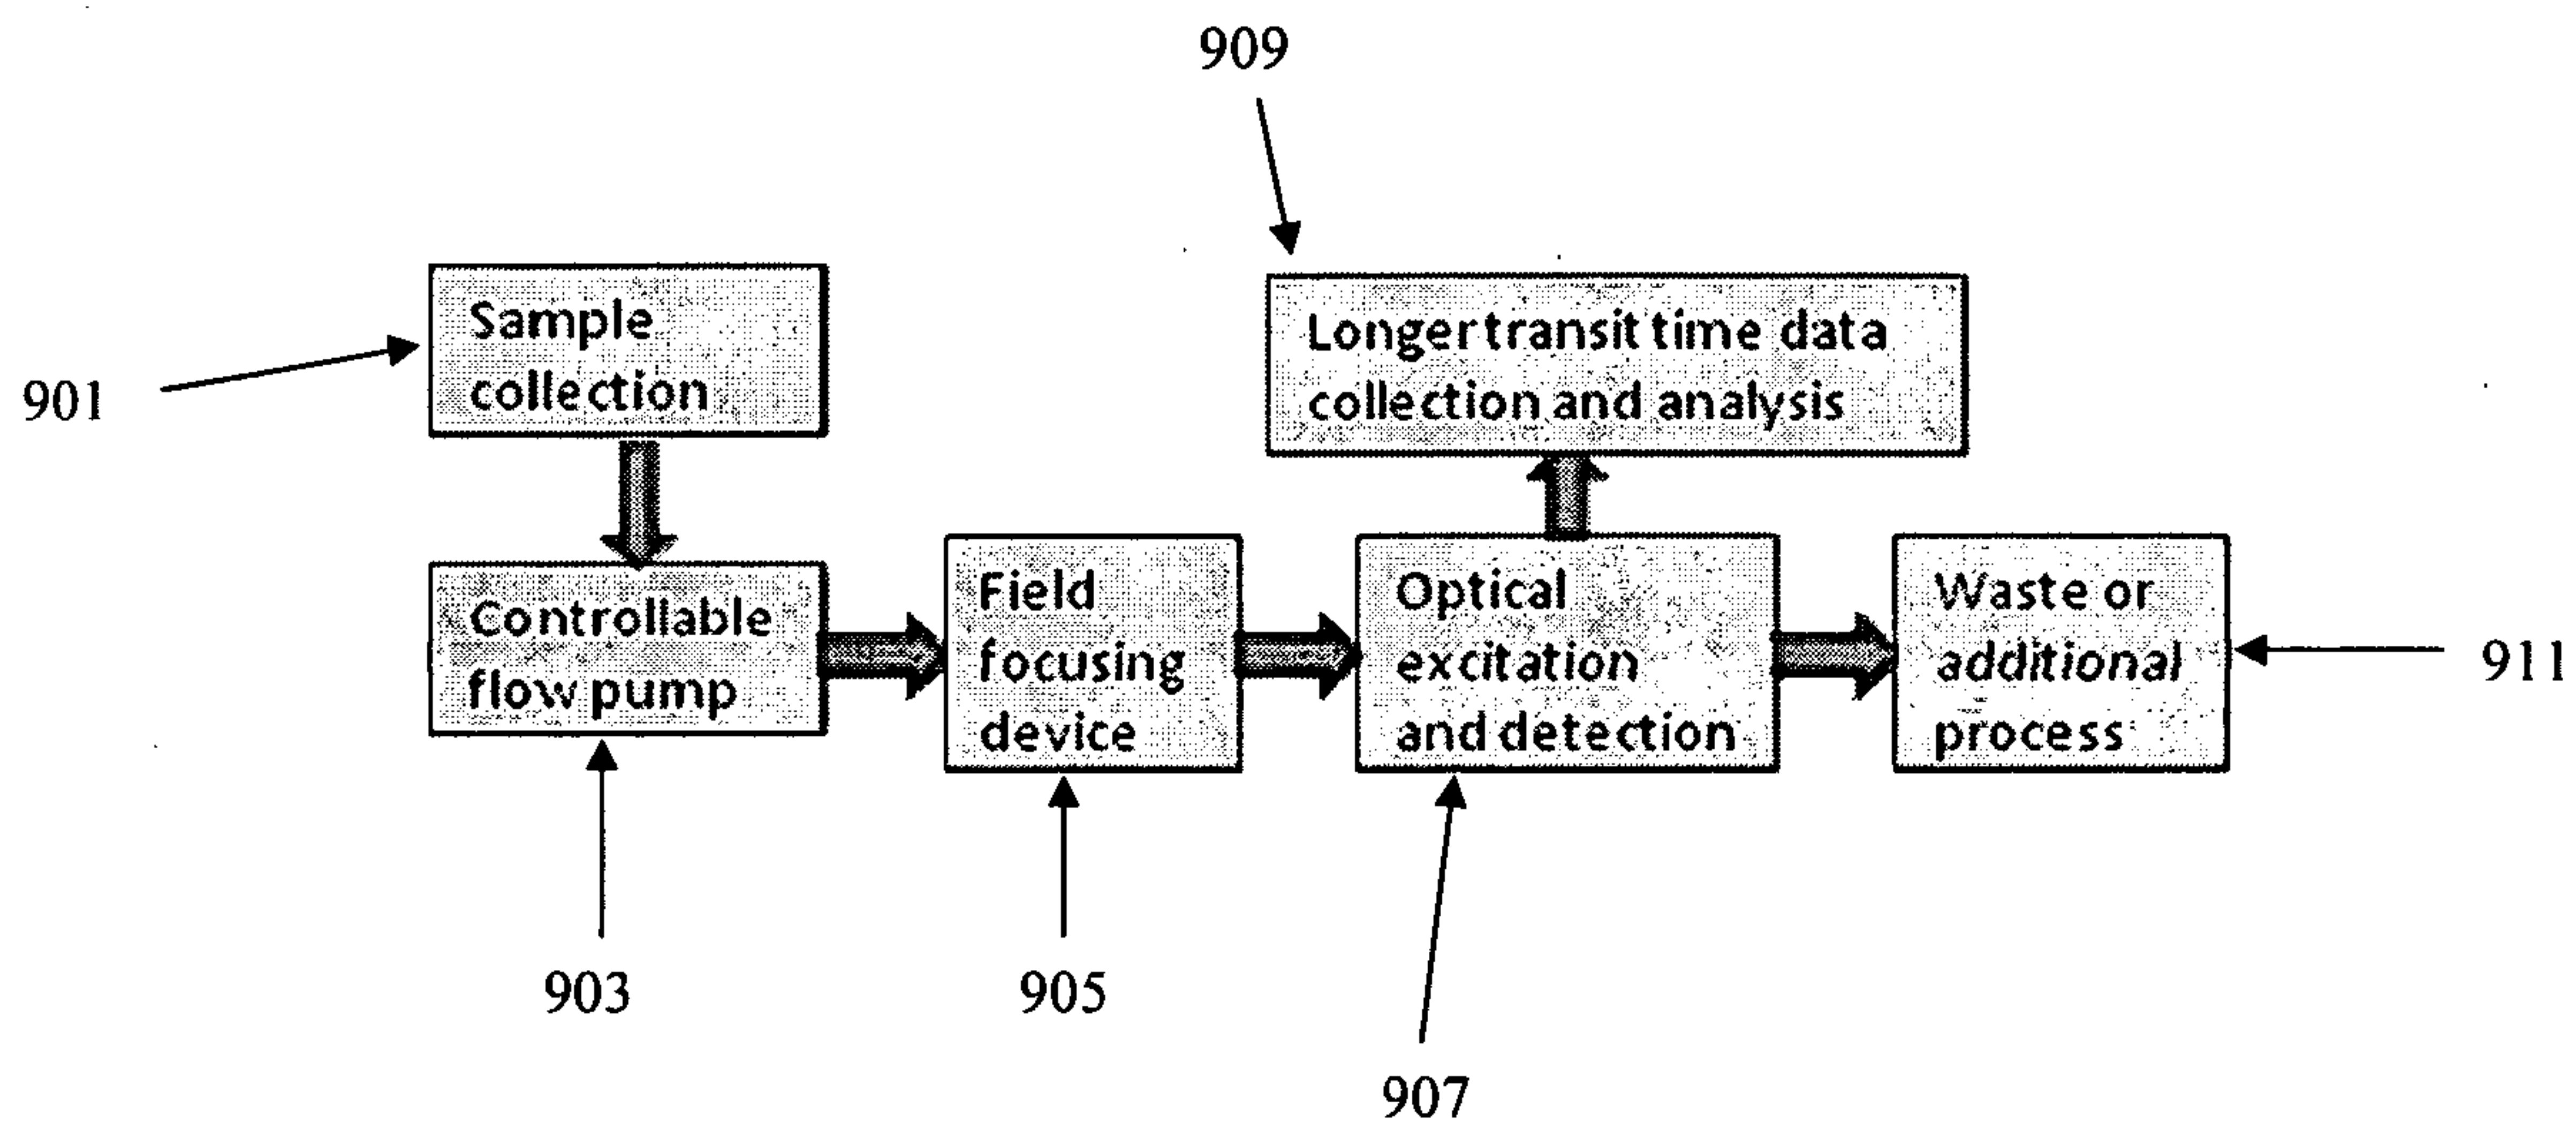 909
Sample
collection
901
Longer transit time data
collection and analysis
Controllable
flow pump
Field
focusing
device
Optical
excitation
and detection
Waste or
additional
process
911
903
905
907